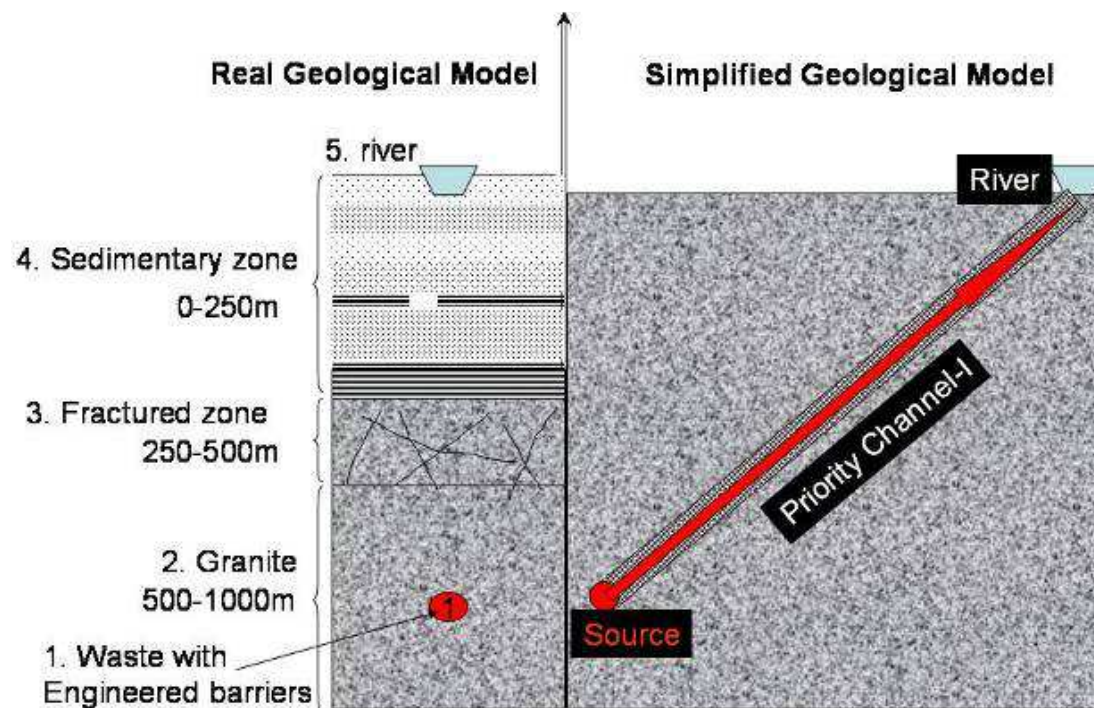 Real Geological Model
Simplified Geological Model
5. river
River
4. Sedimentary zone
0-250m
3. Fractured zone
250-500m
Priority Channel-I
2. Granite
500-1000m
1
Source
1. Waste with
Engineered barriers